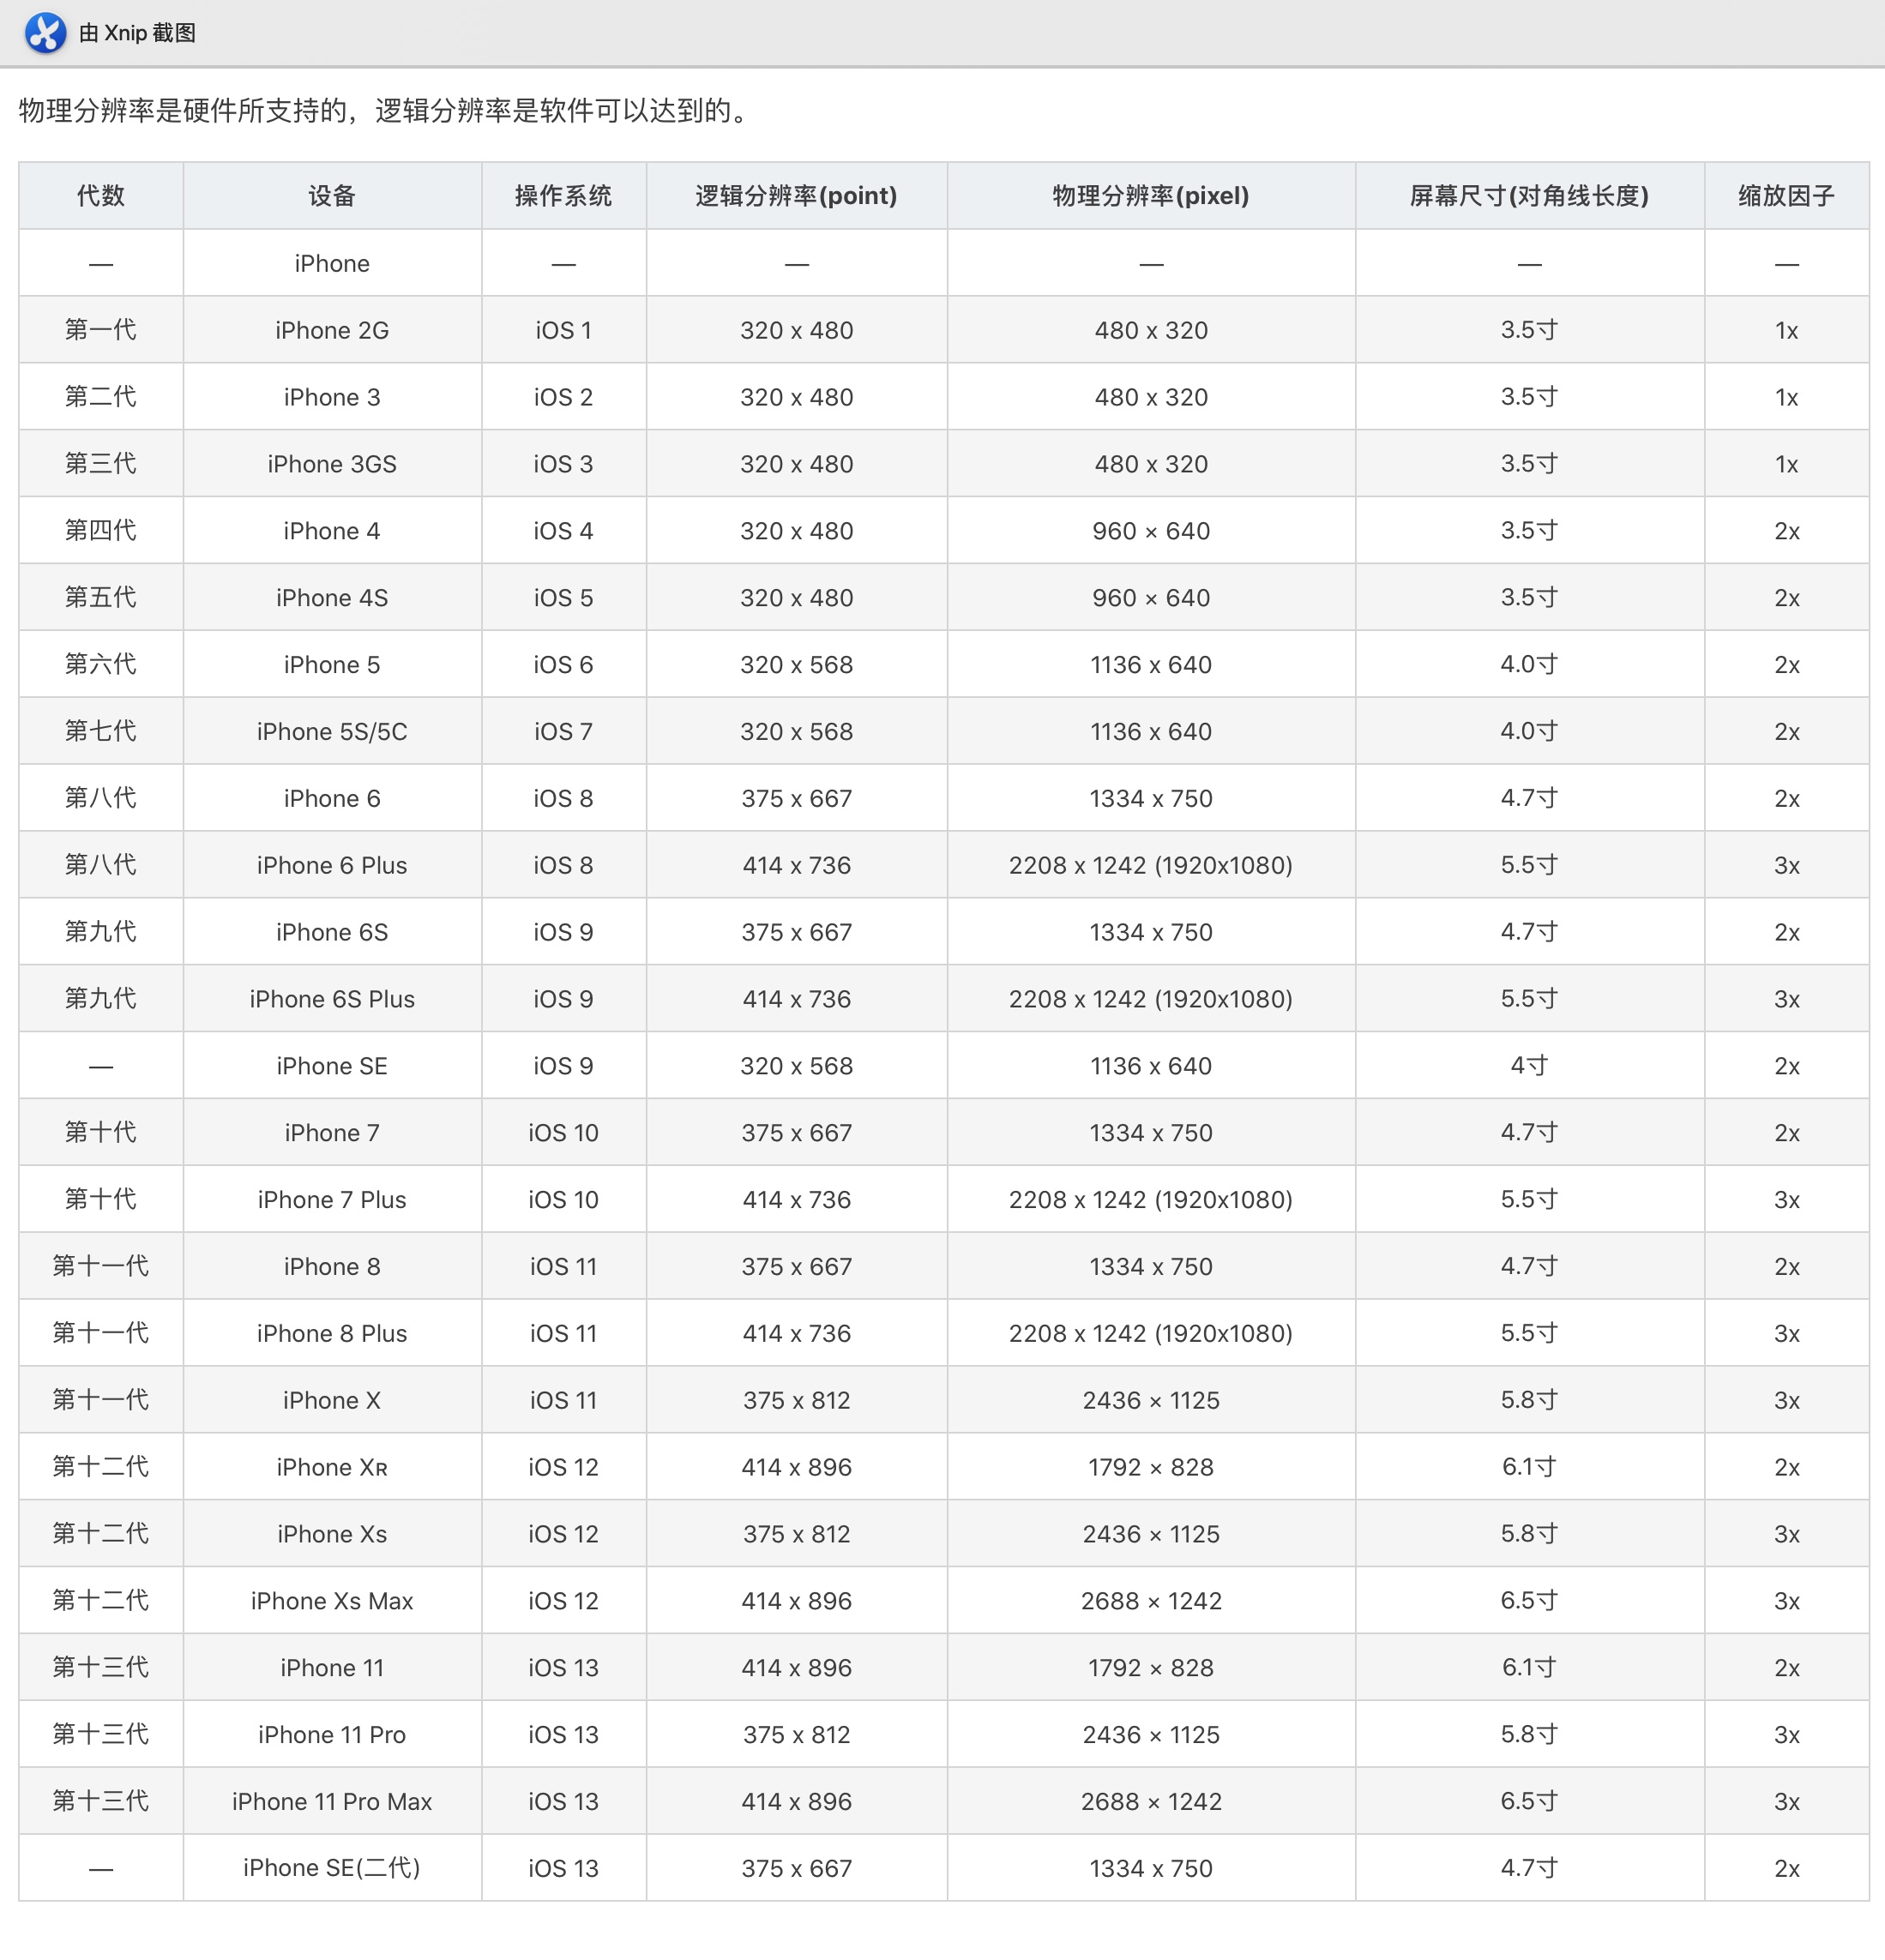 由 Xnip 截图
物理分辨率是硬件所支持的，逻辑分辨率是软件可以达到的。
代数 设备 操作系统 逻辑分辨率(point) 物理分辨率(pixel) 屏幕尺寸(对角线长度) 缩放因子
— iPhone — — — — —
第一代 iPhone 2G iOS 1 320 x 480 480 x 320 3.5寸 1x
第二代 iPhone 3 iOS 2 320 x 480 480 x 320 3.5寸 1x
第三代 iPhone 3GS iOS 3 320 x 480 480 x 320 3.5寸 1x
第四代 iPhone 4 iOS 4 320 x 480 960 × 640 3.5寸 2x
第五代 iPhone 4S iOS 5 320 x 480 960 × 640 3.5寸 2x
第六代 iPhone 5 iOS 6 320 x 568 1136 x 640 4.0寸 2x
第七代 iPhone 5S/5C iOS 7 320 x 568 1136 x 640 4.0寸 2x
第八代 iPhone 6 iOS 8 375 x 667 1334 x 750 4.7寸 2x
第八代 iPhone 6 Plus iOS 8 414 x 736 2208 x 1242 (1920x1080) 5.5寸 3x
第九代 iPhone 6S iOS 9 375 x 667 1334 x 750 4.7寸 2x
第九代 iPhone 6S Plus iOS 9 414 x 736 2208 x 1242 (1920x1080) 5.5寸 3x
— iPhone SE iOS 9 320 x 568 1136 x 640 4寸 2x
第十代 iPhone 7 iOS 10 375 x 667 1334 x 750 4.7寸 2x
第十代 iPhone 7 Plus iOS 10 414 x 736 2208 x 1242 (1920x1080) 5.5寸 3x
第十一代 iPhone 8 iOS 11 375 x 667 1334 x 750 4.7寸 2x
第十一代 iPhone 8 Plus iOS 11 414 x 736 2208 x 1242 (1920x1080) 5.5寸 3x
第十一代 iPhone X iOS 11 375 x 812 2436 × 1125 5.8寸 3x
第十二代 iPhone Xʀ iOS 12 414 x 896 1792 × 828 6.1寸 2x
第十二代 iPhone Xs iOS 12 375 x 812 2436 × 1125 5.8寸 3x
第十二代 iPhone Xs Max iOS 12 414 x 896 2688 × 1242 6.5寸 3x
第十三代 iPhone 11 iOS 13 414 x 896 1792 × 828 6.1寸 2x
第十三代 iPhone 11 Pro iOS 13 375 x 812 2436 × 1125 5.8寸 3x
第十三代 iPhone 11 Pro Max iOS 13 414 x 896 2688 × 1242 6.5寸 3x
— iPhone SE(二代) iOS 13 375 x 667 1334 x 750 4.7寸 2x